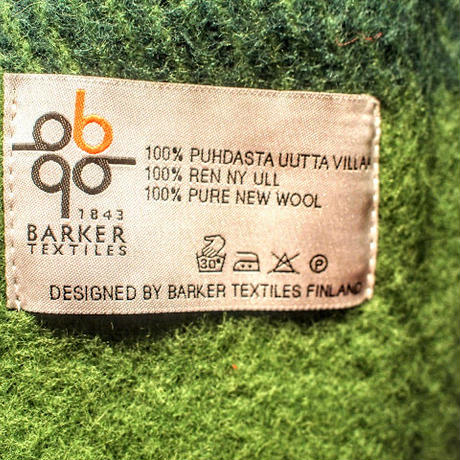 1843
BARKER
TEXTILES
100% PUHDASTA UUTTA VILLAA
100% REN NY ULL
100% PURE NEW WOOL
30°
P
DESIGNED BY BARKER TEXTILES FINLAND